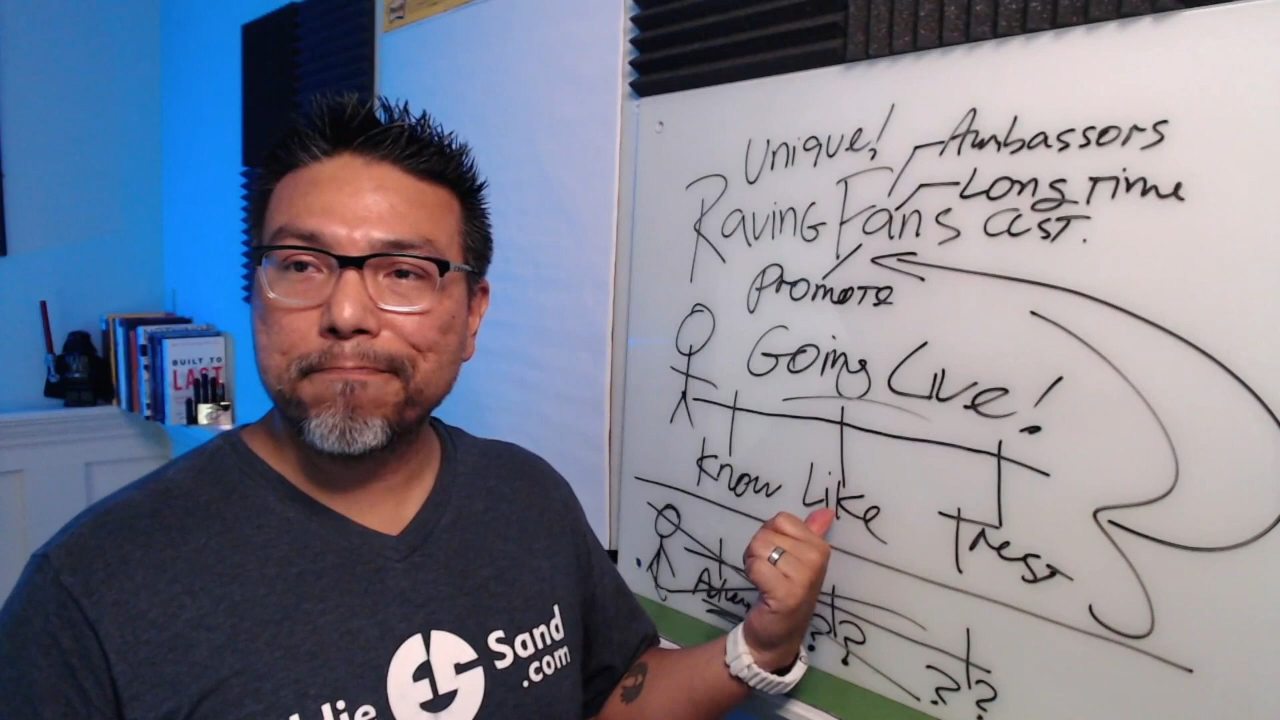 Unique!
Ambassors
Raving Fans
Long Time
Cust.
Promote
Going Live!
Know Like Trust
? ?
? ?
BUILT TO
LAST
Sand
.com